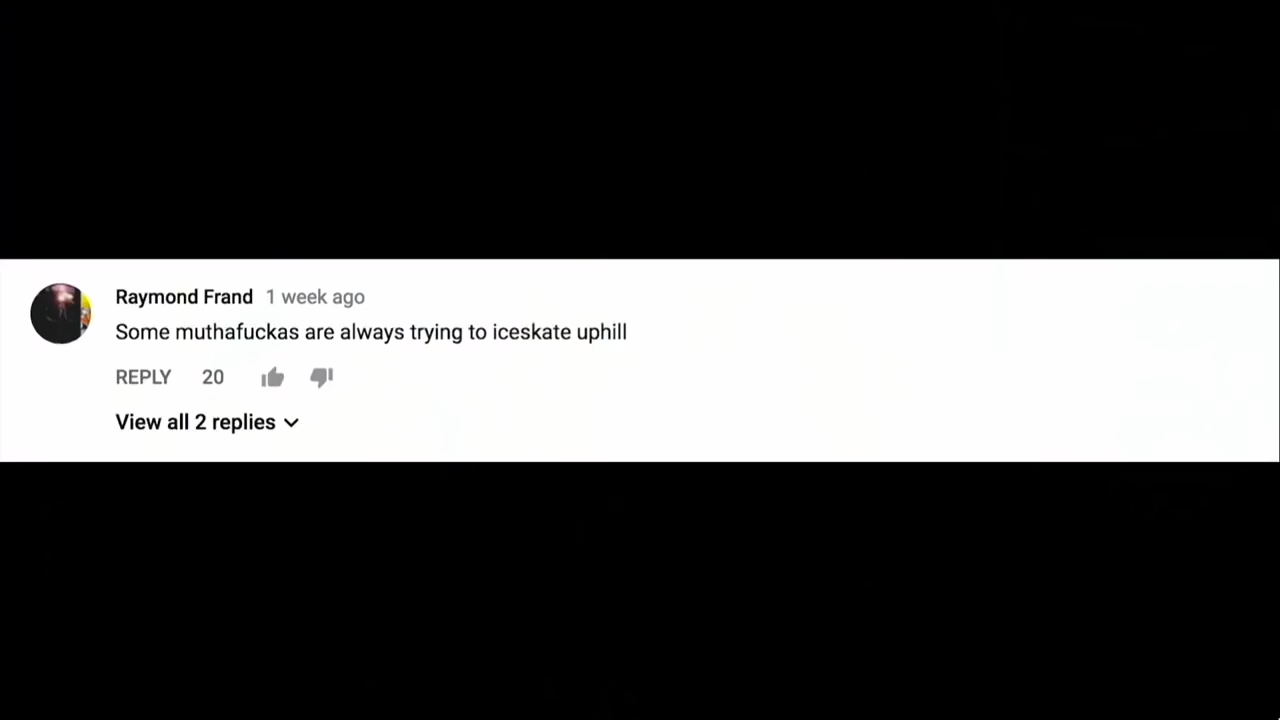 Raymond Frand 1 week ago
Some muthafuckas are always trying to iceskate uphill
REPLY 20
View all 2 replies